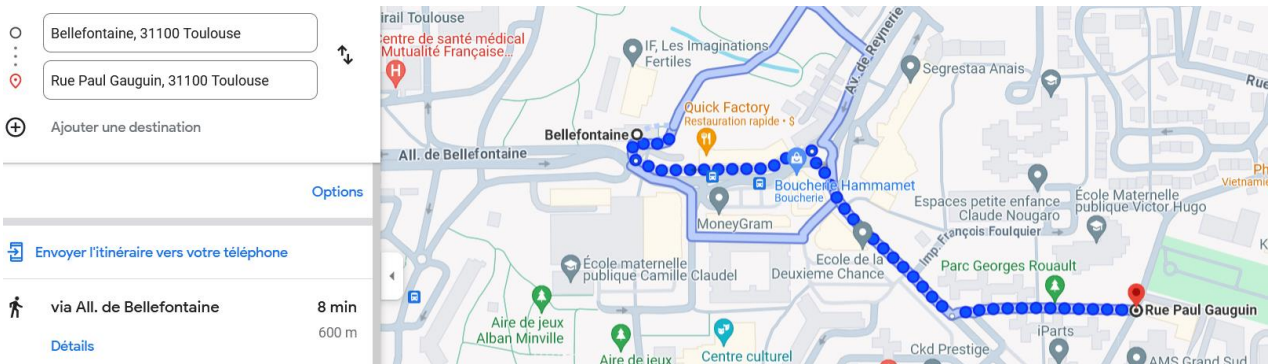 Bellefontaine, 31100 Toulouse
Rue Paul Gauguin, 31100 Toulouse
Ajouter une destination
Options
Envoyer l'itinéraire vers votre téléphone
via All. de Bellefontaine
8 min
600 m
Détails
irail Toulouse
Centre de santé médical
Mutualité Française...
H
IF, Les Imaginations
Fertiles
Av. de Reynerie
Segrestaa Anais
Rue
Quick Factory
Restauration rapide • $
Bellefontaine
All. de Bellefontaine
Boucherie Hammamet
Boucherie
MoneyGram
Espaces petite enfance
Claude Nougaro
École Maternelle
publique Victor Hugo
Ph
Vietnamie
Imp. François Foulquier
École maternelle
publique Camille Claudel
Ecole de la
Deuxieme Chance
Parc Georges Rouault
K
Aire de jeux
Alban Minville
Rue Paul Gauguin
Aire de jeux
Centre culturel
Ckd Prestige
iParts
AMS Grand Sud